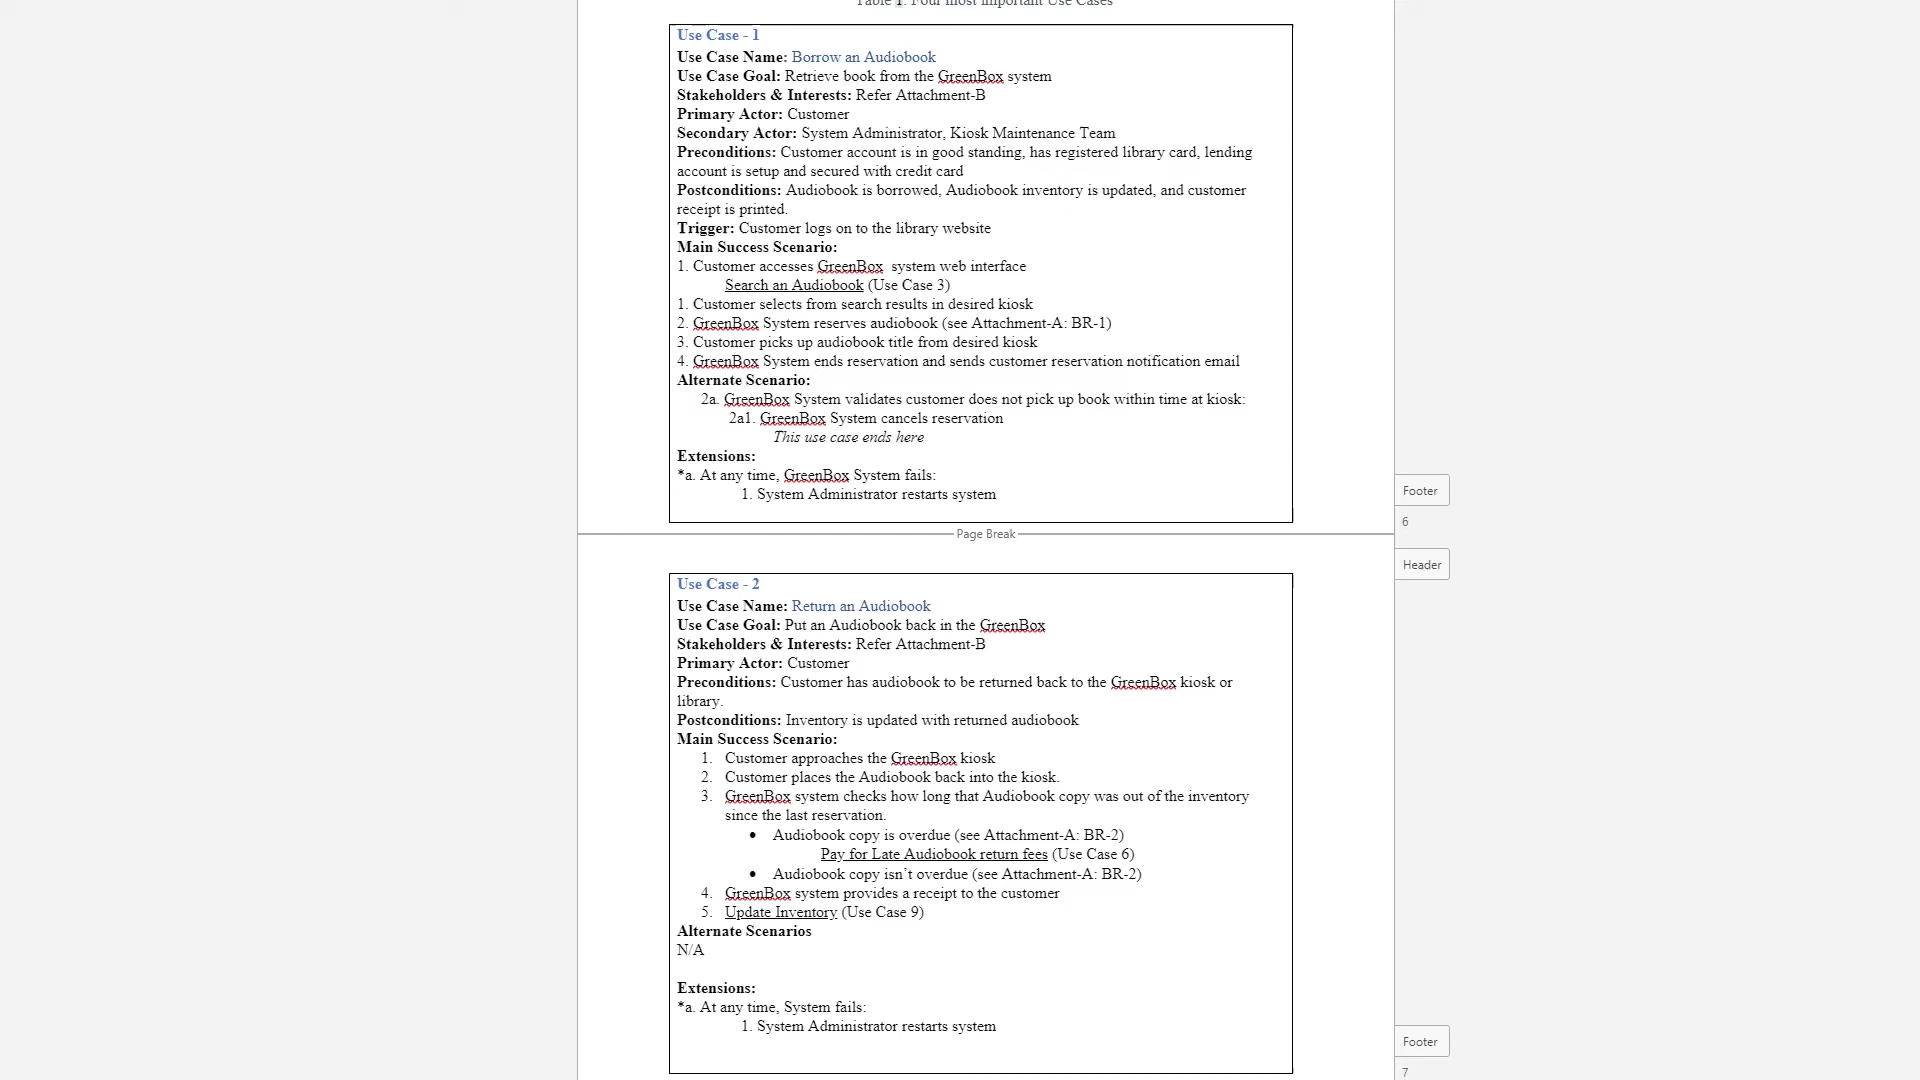 Table 1. Four most important Use Cases
Use Case - 1
Use Case Name: Borrow an Audiobook
Use Case Goal: Retrieve book from the GreenBox system
Stakeholders & Interests: Refer Attachment-B
Primary Actor: Customer
Secondary Actor: System Administrator, Kiosk Maintenance Team
Preconditions: Customer account is in good standing, has registered library card, lending
account is setup and secured with credit card
Postconditions: Audiobook is borrowed, Audiobook inventory is updated, and customer
receipt is printed.
Trigger: Customer logs on to the library website
Main Success Scenario:
1. Customer accesses GreenBox system web interface
Search an Audiobook (Use Case 3)
1. Customer selects from search results in desired kiosk
2. GreenBox System reserves audiobook (see Attachment-A: BR-1)
3. Customer picks up audiobook title from desired kiosk
4. GreenBox System ends reservation and sends customer reservation notification email
Alternate Scenario:
2a. GreenBox System validates customer does not pick up book within time at kiosk:
2a1. GreenBox System cancels reservation
This use case ends here
Extensions:
*a. At any time, GreenBox System fails:
1. System Administrator restarts system
Footer
6
Page Break
Header
Use Case - 2
Use Case Name: Return an Audiobook
Use Case Goal: Put an Audiobook back in the GreenBox
Stakeholders & Interests: Refer Attachment-B
Primary Actor: Customer
Preconditions: Customer has audiobook to be returned back to the GreenBox kiosk or
library.
Postconditions: Inventory is updated with returned audiobook
Main Success Scenario:
1. Customer approaches the GreenBox kiosk
2. Customer places the Audiobook back into the kiosk.
3. GreenBox system checks how long that Audiobook copy was out of the inventory
since the last reservation.
• Audiobook copy is overdue (see Attachment-A: BR-2)
Pay for Late Audiobook return fees (Use Case 6)
• Audiobook copy isn’t overdue (see Attachment-A: BR-2)
4. GreenBox system provides a receipt to the customer
5. Update Inventory (Use Case 9)
Alternate Scenarios
N/A
Extensions:
*a. At any time, System fails:
1. System Administrator restarts system
Footer
7